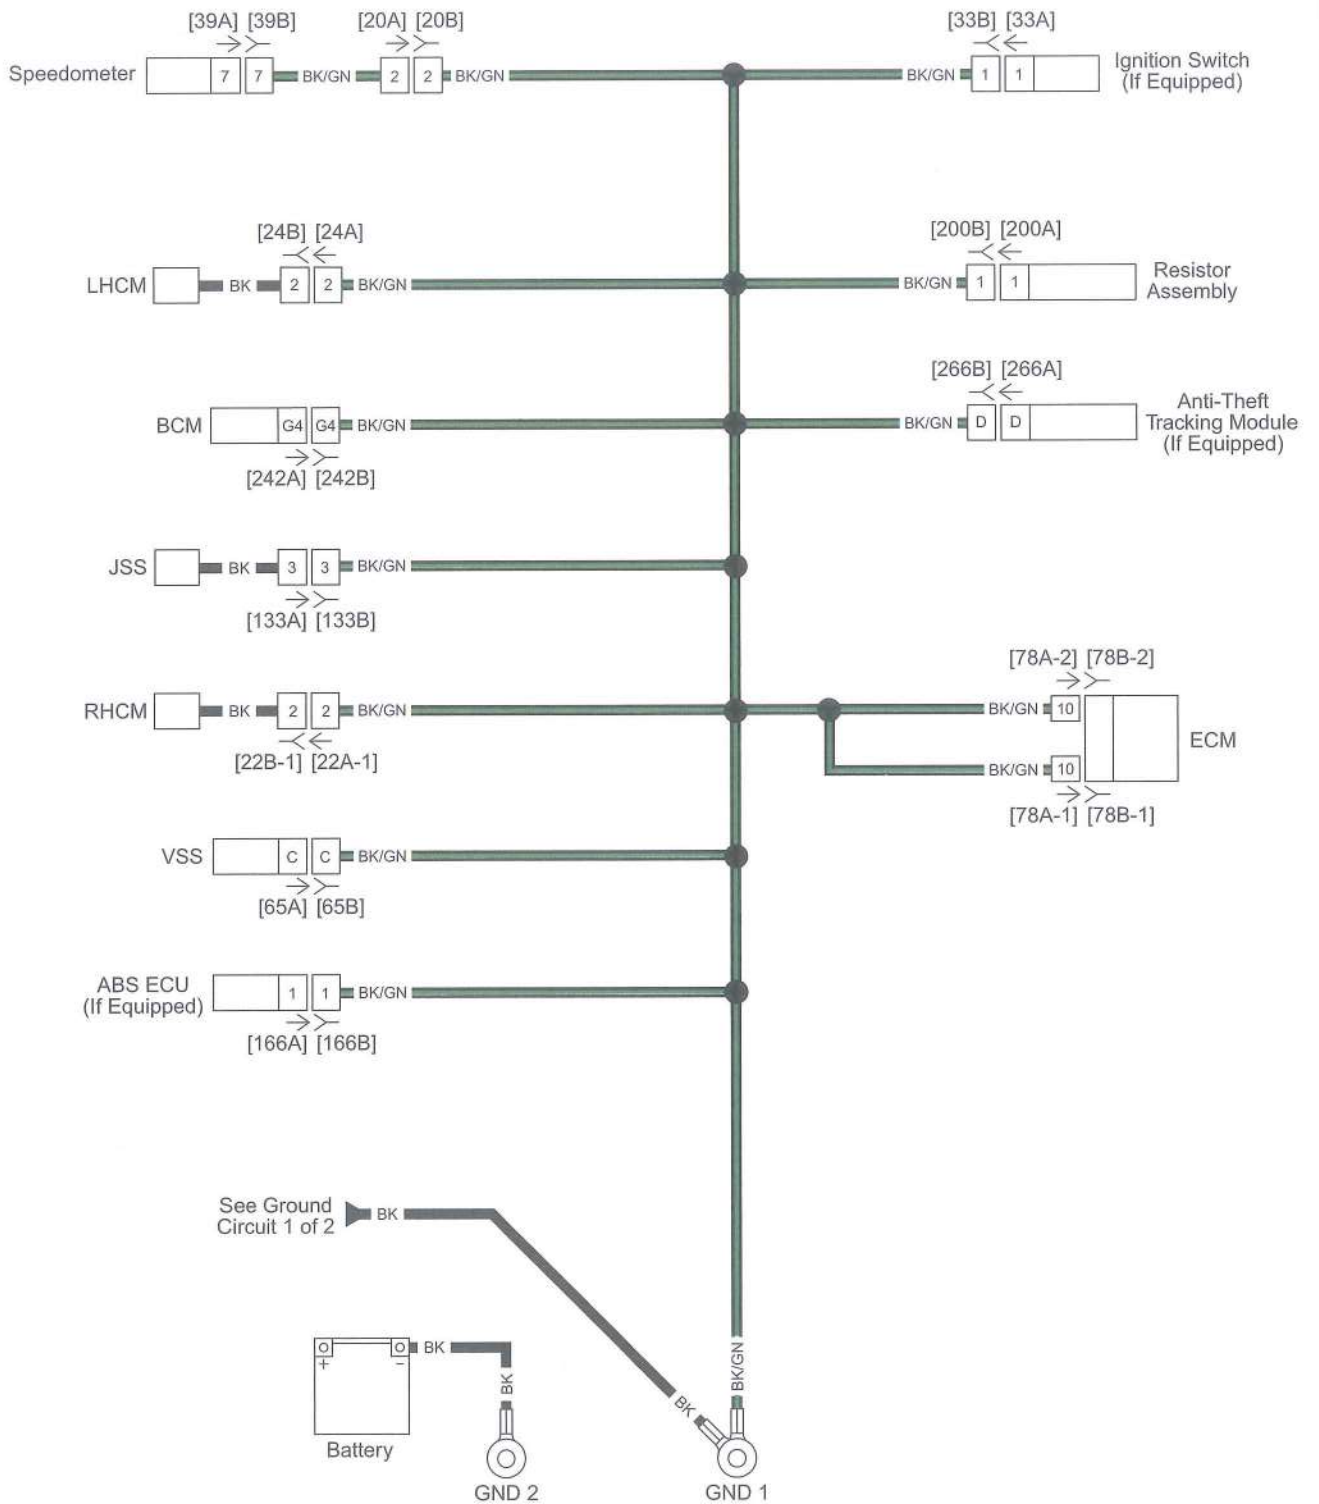 [39A] [39B]
[20A] [20B]
[33B] [33A]
Speedometer
7 7 BK/GN 2 2 BK/GN
BK/GN 1 1
Ignition Switch
(If Equipped)
[24B] [24A]
[200B] [200A]
LHCM
BK 2 2 BK/GN
BK/GN 1 1
Resistor
Assembly
[266B] [266A]
BCM
G4 G4 BK/GN
BK/GN D D
Anti-Theft
Tracking Module
(If Equipped)
[242A] [242B]
JSS
BK 3 3 BK/GN
[133A] [133B]
[78A-2] [78B-2]
RHCM
BK 2 2 BK/GN
BK/GN 10
ECM
[22B-1] [22A-1]
BK/GN 10
[78A-1] [78B-1]
VSS
C C BK/GN
[65A] [65B]
ABS ECU
(If Equipped)
1 1 BK/GN
[166A] [166B]
See Ground
Circuit 1 of 2
BK
BK/GN
+ −
BK
BK
BK
Battery
GND 2
GND 1